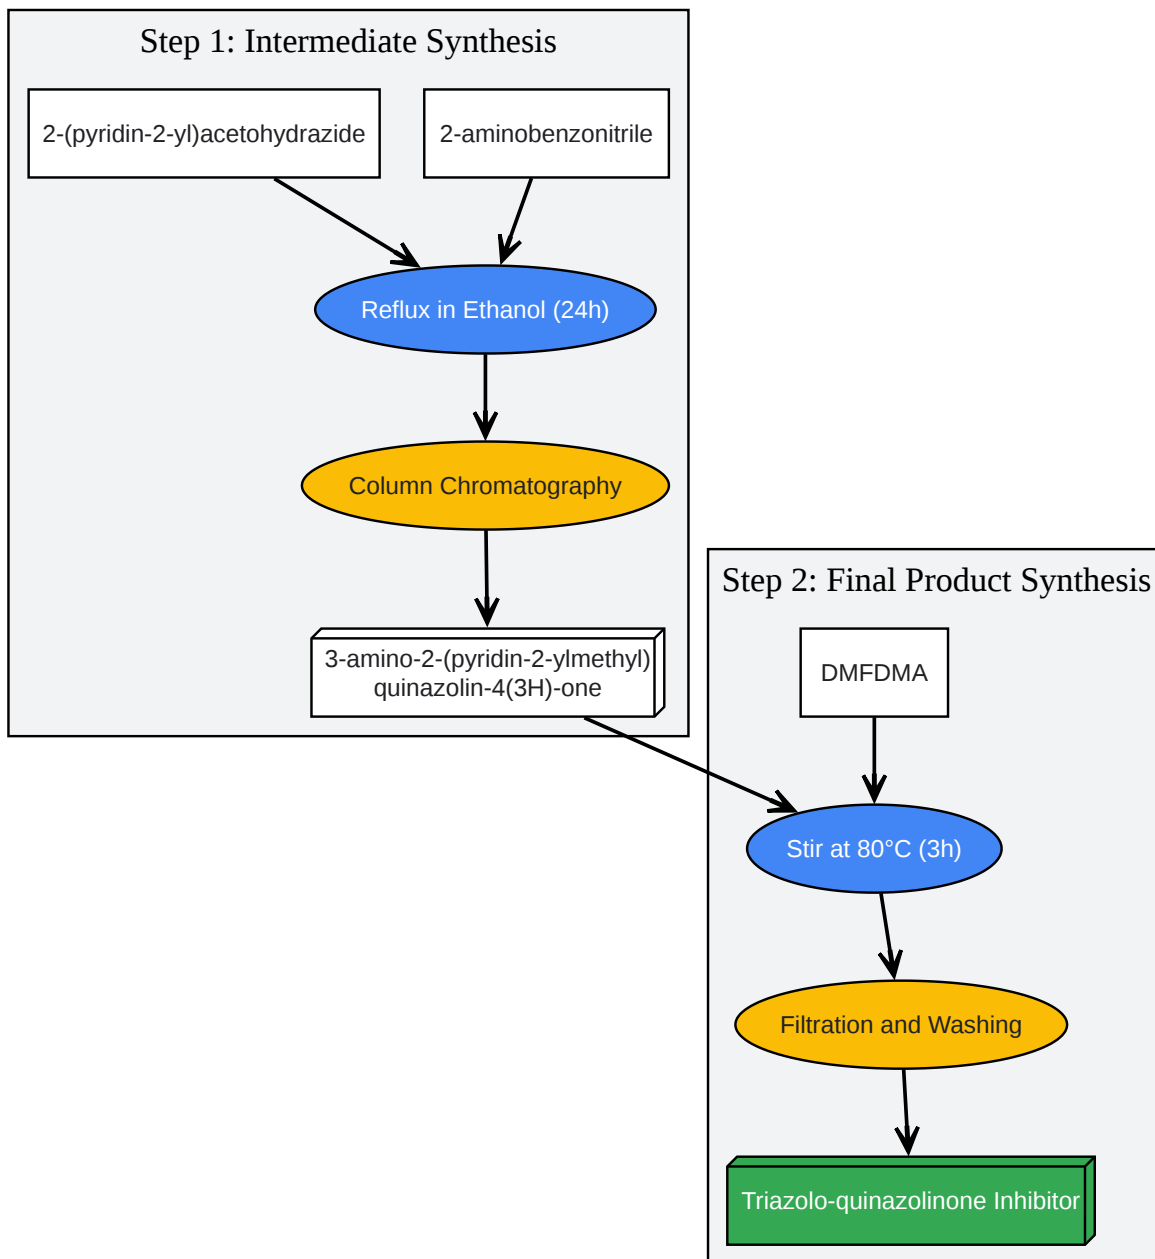 Step 1: Intermediate Synthesis
2-(pyridin-2-yl)acetohydrazide
2-aminobenzonitrile
Reflux in Ethanol (24h)
Column Chromatography
3-amino-2-(pyridin-2-ylmethyl)
quinazolin-4(3H)-one
Step 2: Final Product Synthesis
DMFDMA
Stir at 80°C (3h)
Filtration and Washing
Triazolo-quinazolinone Inhibitor